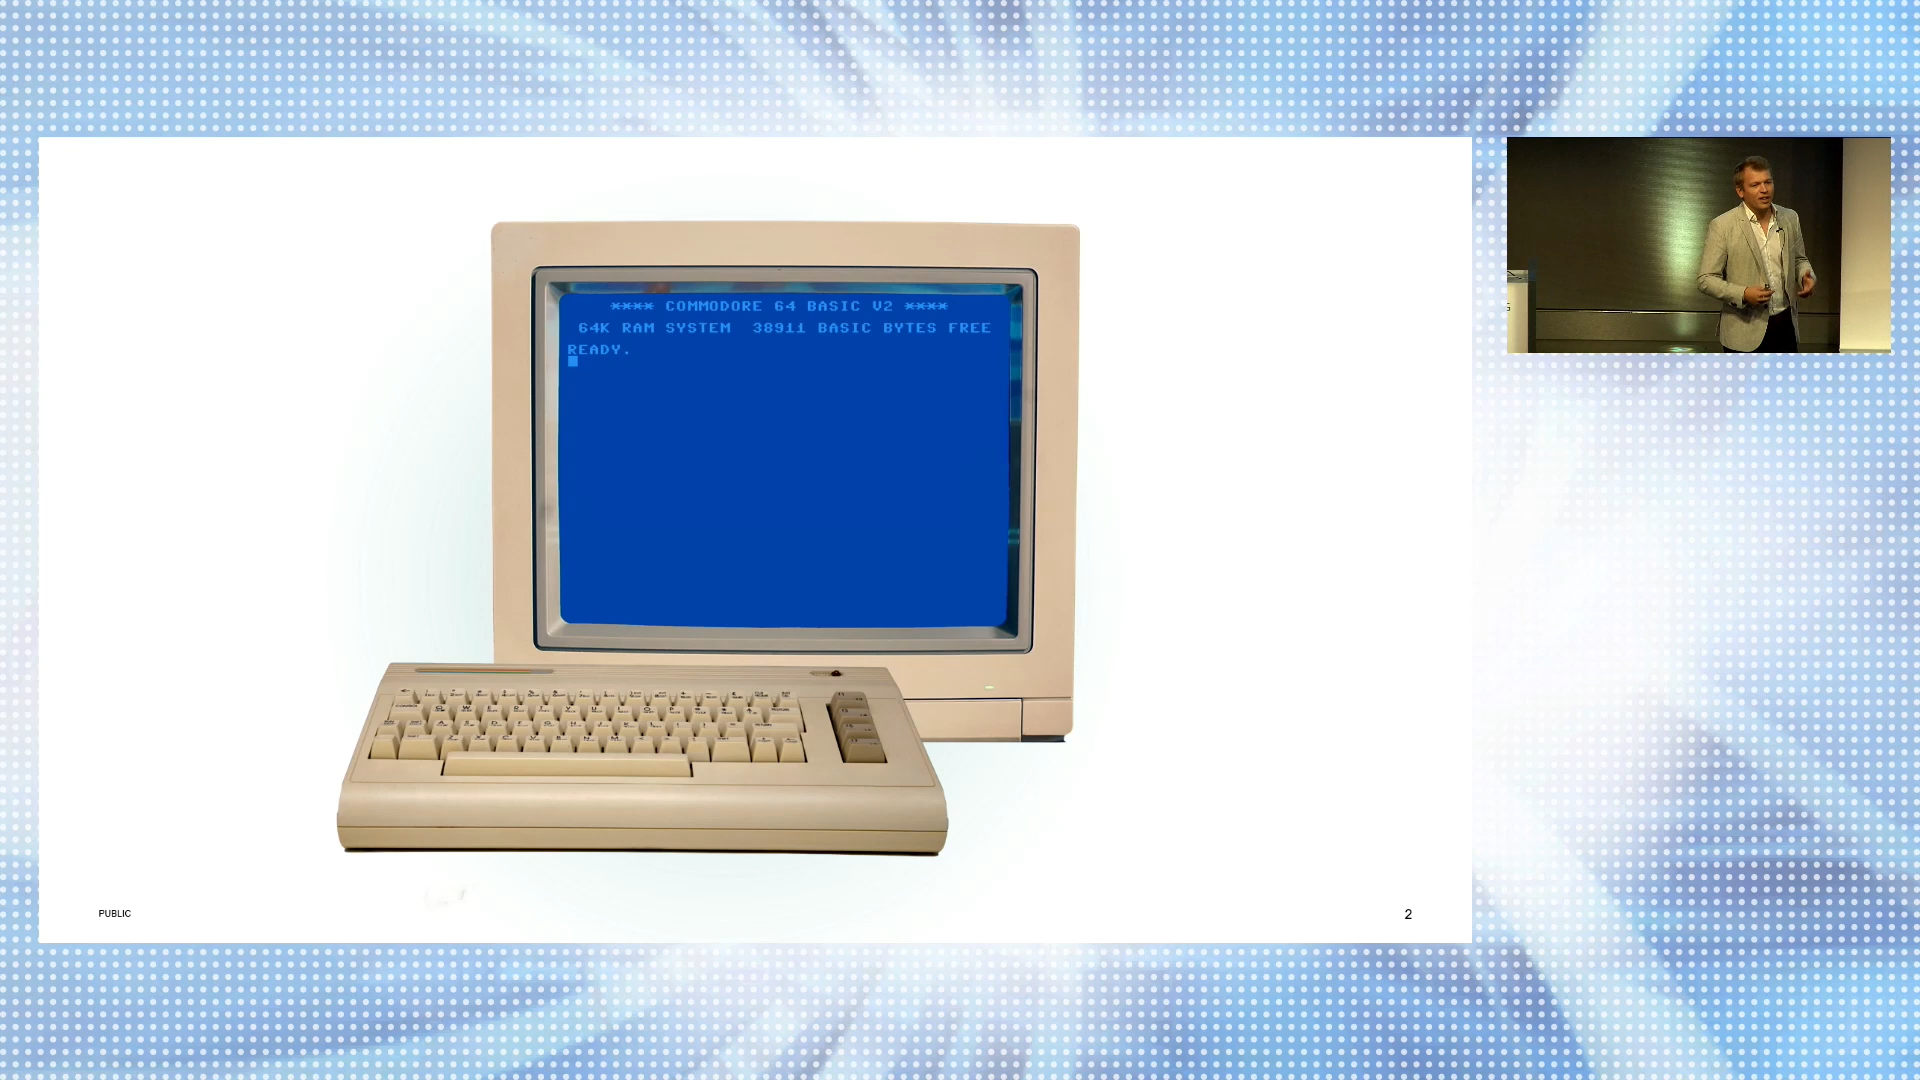 **** COMMODORE 64 BASIC V2 ****
64K RAM SYSTEM  38911 BASIC BYTES FREE
READY.
PUBLIC
2